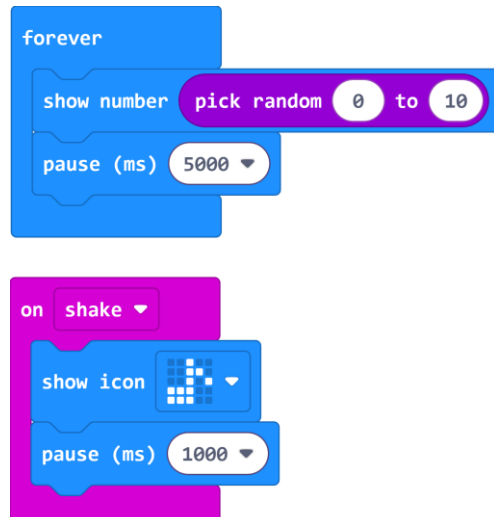 forever
show number pick random 0 to 10
pause (ms) 5000
on shake
show icon
pause (ms) 1000